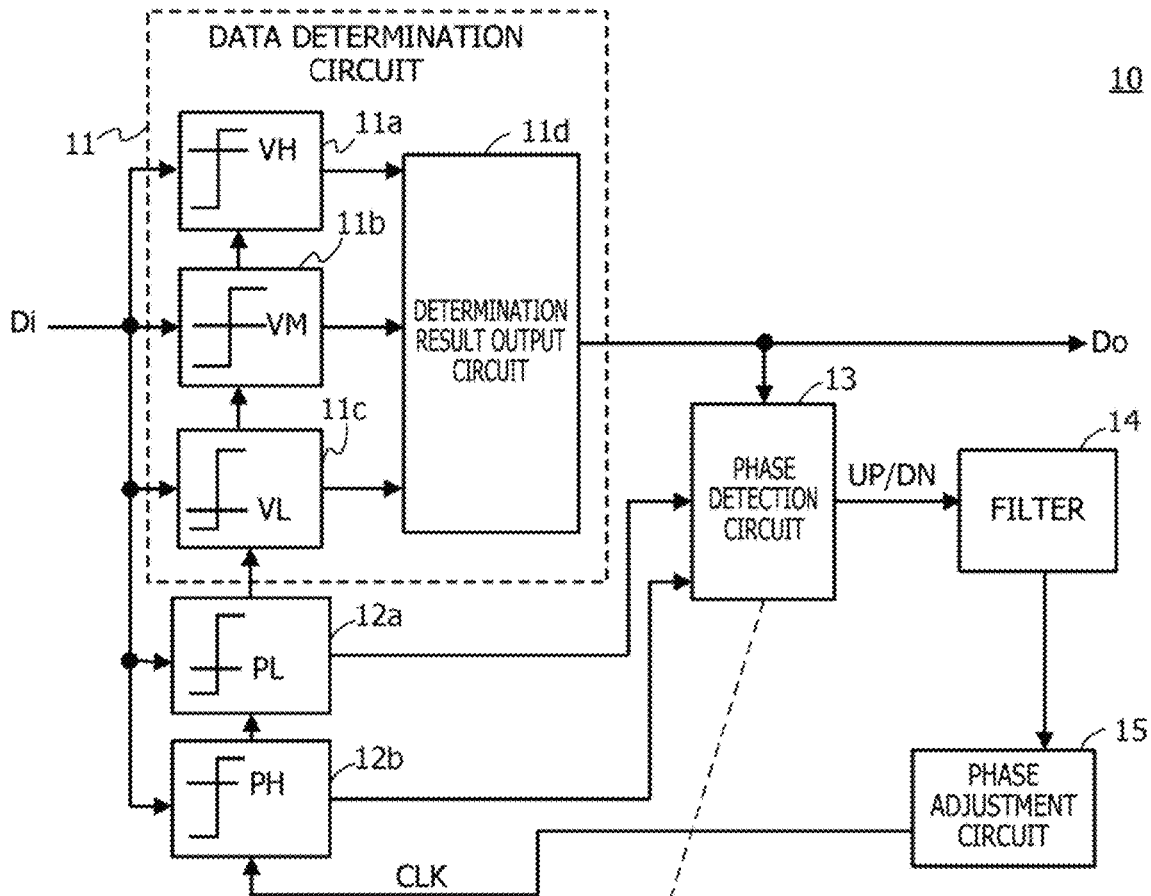 DATA DETERMINATION
CIRCUIT
10
11
VH
11a
11d
11b
Di
VM
DETERMINATION
RESULT OUTPUT
CIRCUIT
Do
11c
VL
13
PHASE
DETECTION
CIRCUIT
UP/DN
14
FILTER
12a
PL
12b
PH
15
PHASE
ADJUSTMENT
CIRCUIT
CLK